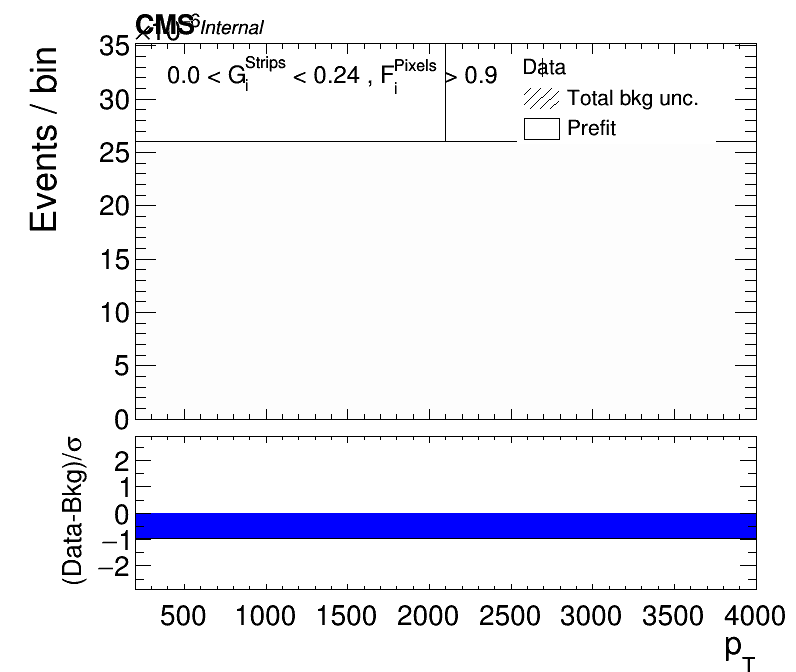 CMS Internal
×10⁻⁶
35
30
25
20
15
10
5
0
Events / bin
0.0 < G_i^Strips < 0.24 , F_i^Pixels > 0.9
Data
Total bkg unc.
Prefit
(Data-Bkg)/σ
2
1
0
−1
−2
500 1000 1500 2000 2500 3000 3500 4000
p_T